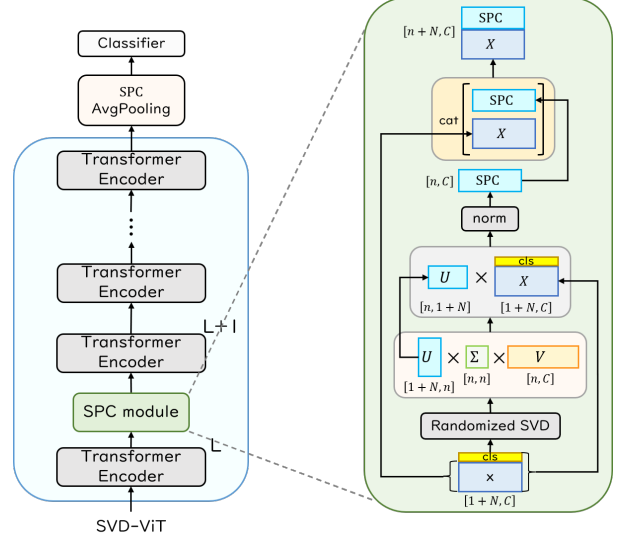 Classifier
SPC
AvgPooling
Transformer
Encoder
⋮
Transformer
Encoder
L+1
Transformer
Encoder
SPC module
L
Transformer
Encoder
SVD-ViT
[n + N, C]
SPC
X
cat
SPC
X
[n, C]
SPC
norm
U
×
cls
X
[n, 1 + N]
[1 + N, C]
U
×
Σ
×
V
[1 + N, n]
[n, n]
[n, C]
Randomized SVD
cls
×
[1 + N, C]